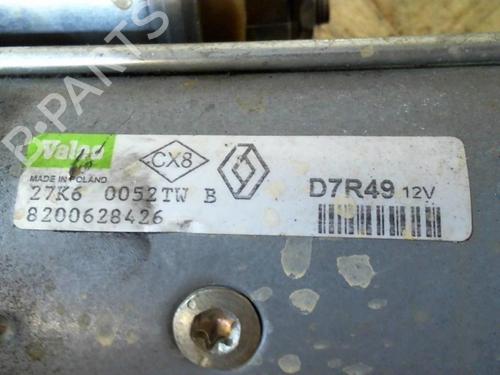 B-PARTS
Valeo
MADE IN POLAND
CX8
27K6 0052TW B
8200628426
D7R49 12V